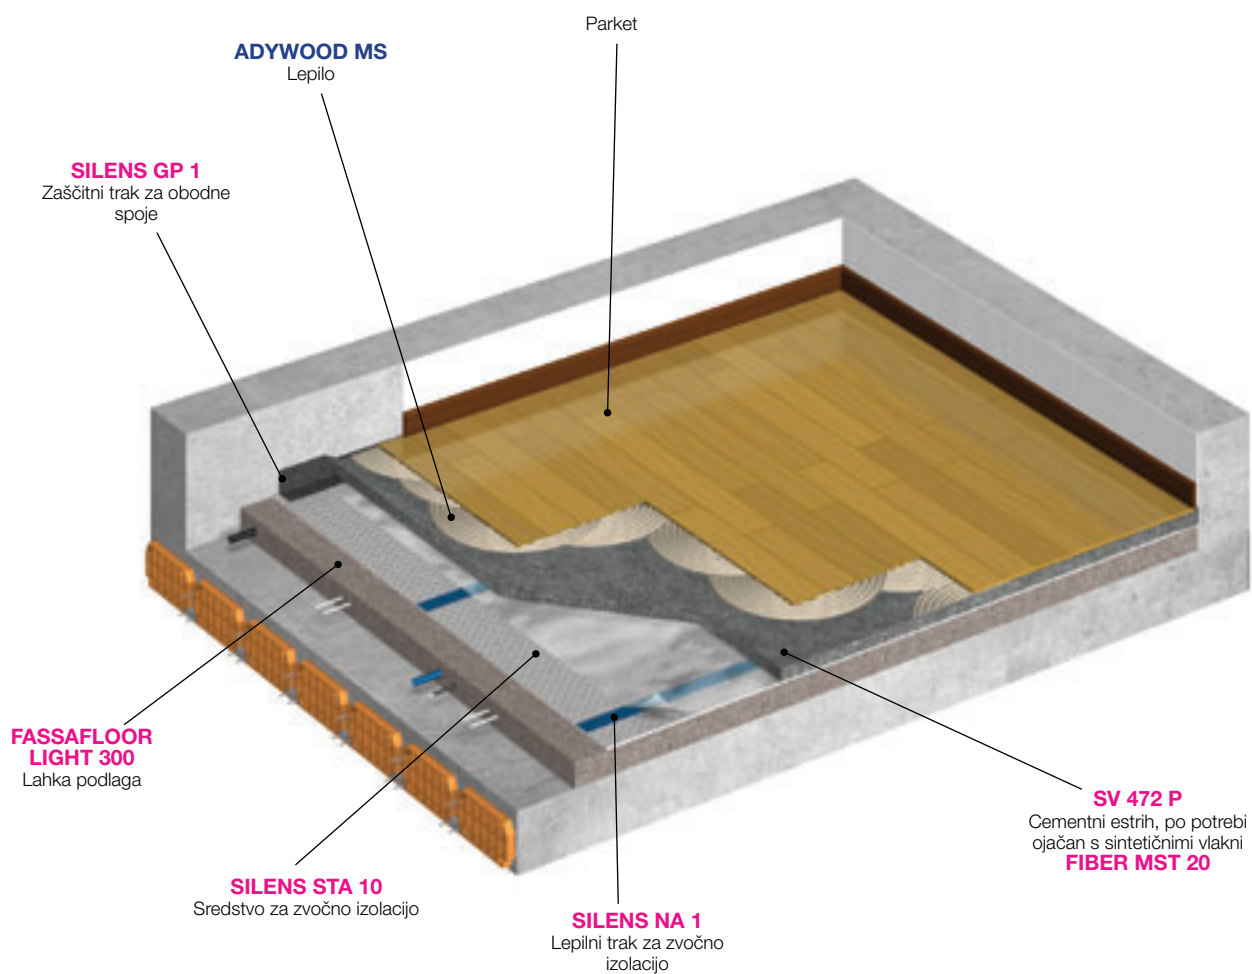 Parket
ADYWOOD MS
Lepilo
SILENS GP 1
Zaščitni trak za obodne
spoje
FASSAFLOOR
LIGHT 300
Lahka podlaga
SV 472 P
Cementni estrih, po potrebi
ojačan s sintetičnimi vlakni
FIBER MST 20
SILENS STA 10
Sredstvo za zvočno izolacijo
SILENS NA 1
Lepilni trak za zvočno
izolacijo